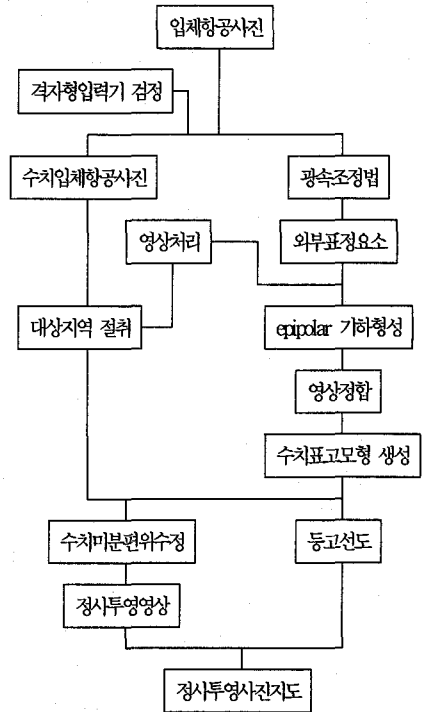 입체항공사진
격자형입력기 검정
수치입체항공사진
광속조정법
영상처리
외부표정요소
대상지역 절취
epipolar 기하형성
영상정합
수치표고모형 생성
수치미분편위수정
등고선도
정사투영영상
정사투영사진지도